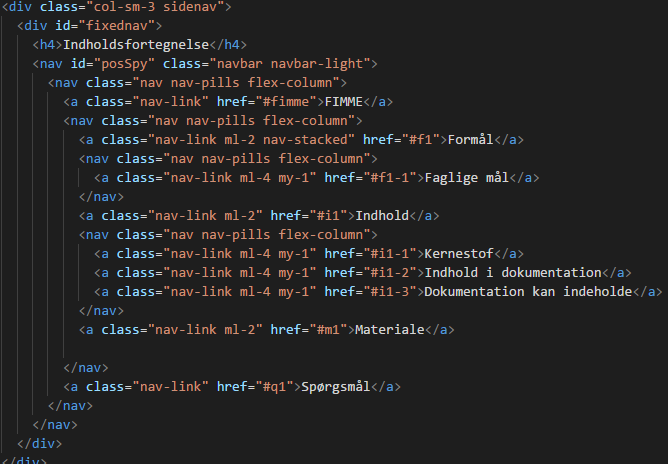 <div class="col-sm-3 sidenav">
<div id="fixednav">
<h4>Indholdsfortegnelse</h4>
<nav id="posSpy" class="navbar navbar-light">
<nav class="nav nav-pills flex-column">
<a class="nav-link" href="#fimme">FIMME</a>
<nav class="nav nav-pills flex-column">
<a class="nav-link ml-2 nav-stacked" href="#f1">Formål</a>
<nav class="nav nav-pills flex-column">
<a class="nav-link ml-4 my-1" href="#f1-1">Faglige mål</a>
</nav>
<a class="nav-link ml-2" href="#i1">Indhold</a>
<nav class="nav nav-pills flex-column">
<a class="nav-link ml-4 my-1" href="#i1-1">Kernestof</a>
<a class="nav-link ml-4 my-1" href="#i1-2">Indhold i dokumentation</a>
<a class="nav-link ml-4 my-1" href="#i1-3">Dokumentation kan indeholde</a>
</nav>
<a class="nav-link ml-2" href="#m1">Materiale</a>
</nav>
<a class="nav-link" href="#q1">Spørgsmål</a>
</nav>
</nav>
</div>
</div>